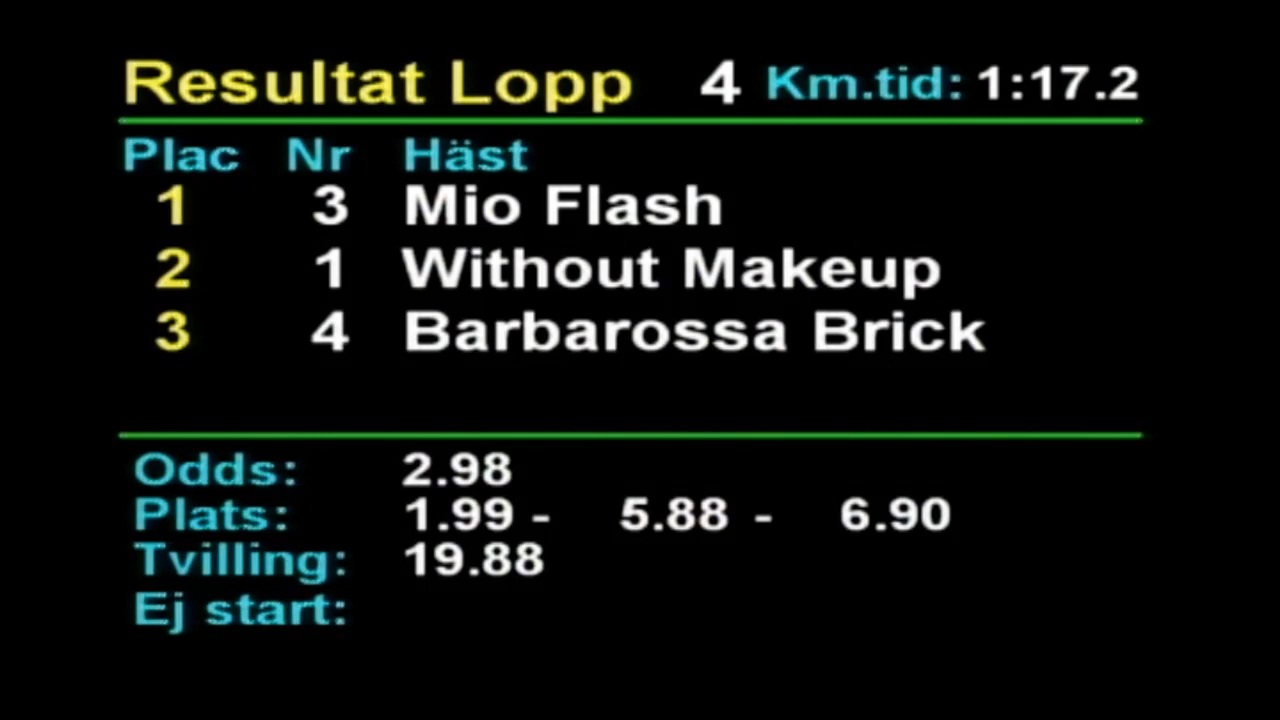 Resultat Lopp 4 Km.tid: 1:17.2
Plac Nr Häst
1 3 Mio Flash
2 1 Without Makeup
3 4 Barbarossa Brick
Odds: 2.98
Plats: 1.99 - 5.88 - 6.90
Tvilling: 19.88
Ej start: